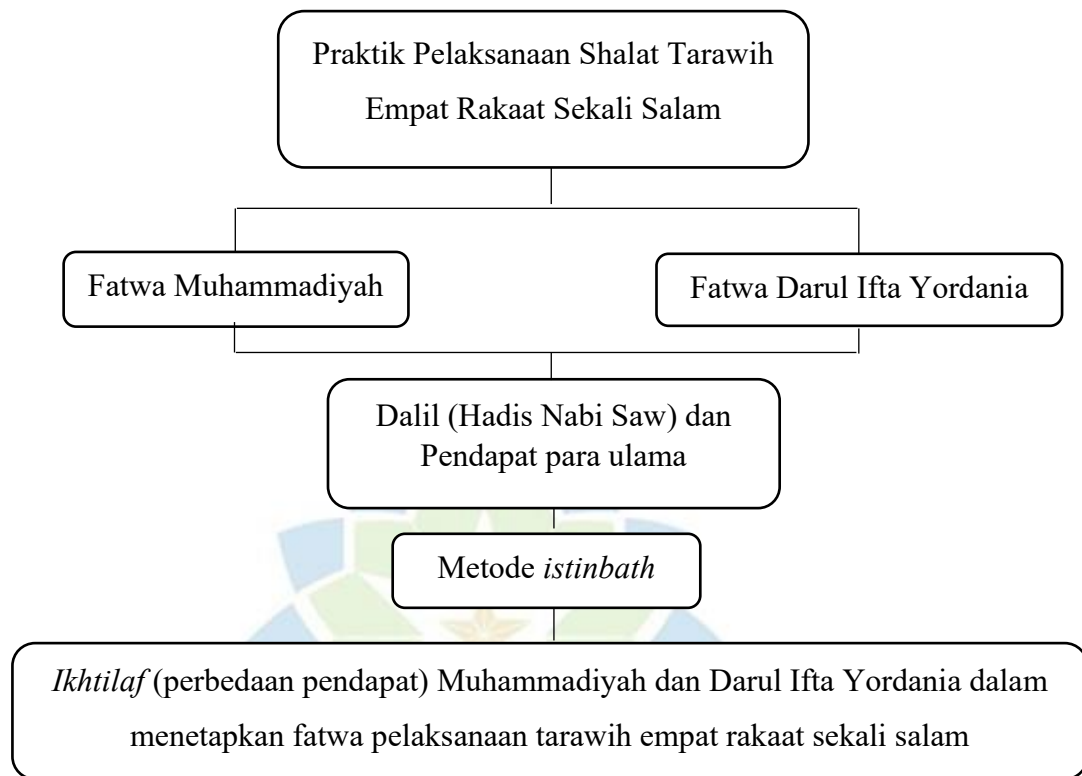 Praktik Pelaksanaan Shalat Tarawih
Empat Rakaat Sekali Salam
Fatwa Muhammadiyah
Fatwa Darul Ifta Yordania
Dalil (Hadis Nabi Saw) dan
Pendapat para ulama
Metode istinbath
Ikhtilaf (perbedaan pendapat) Muhammadiyah dan Darul Ifta Yordania dalam
menetapkan fatwa pelaksanaan tarawih empat rakaat sekali salam